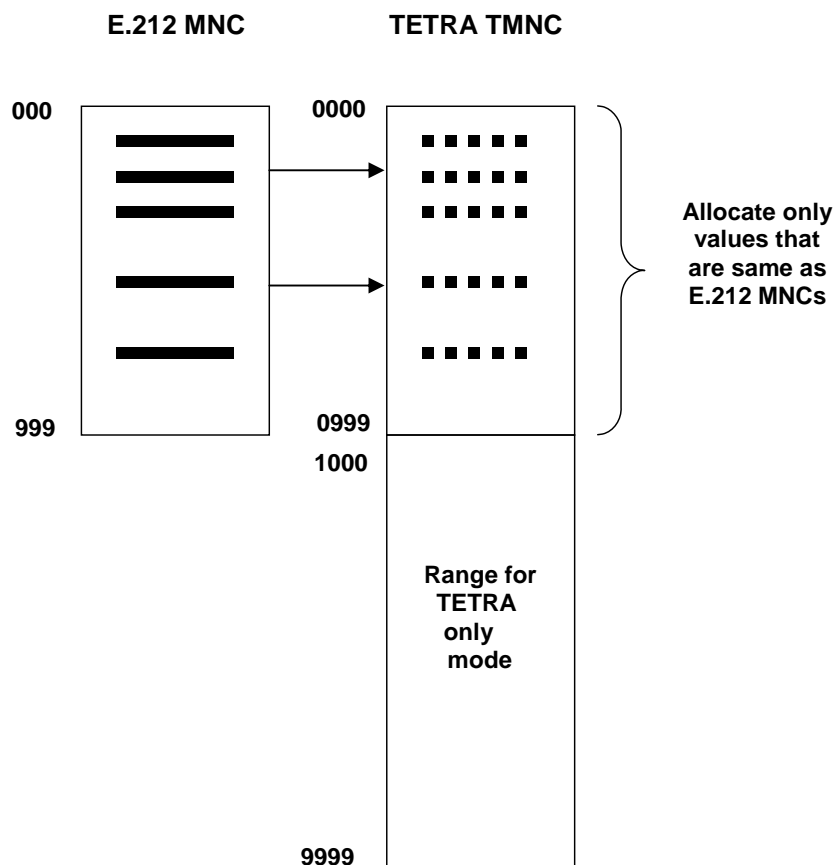 E.212 MNC
TETRA TMNC
000
0000
Allocate only
values that
are same as
E.212 MNCs
999
0999
1000
Range for
TETRA
only
mode
9999